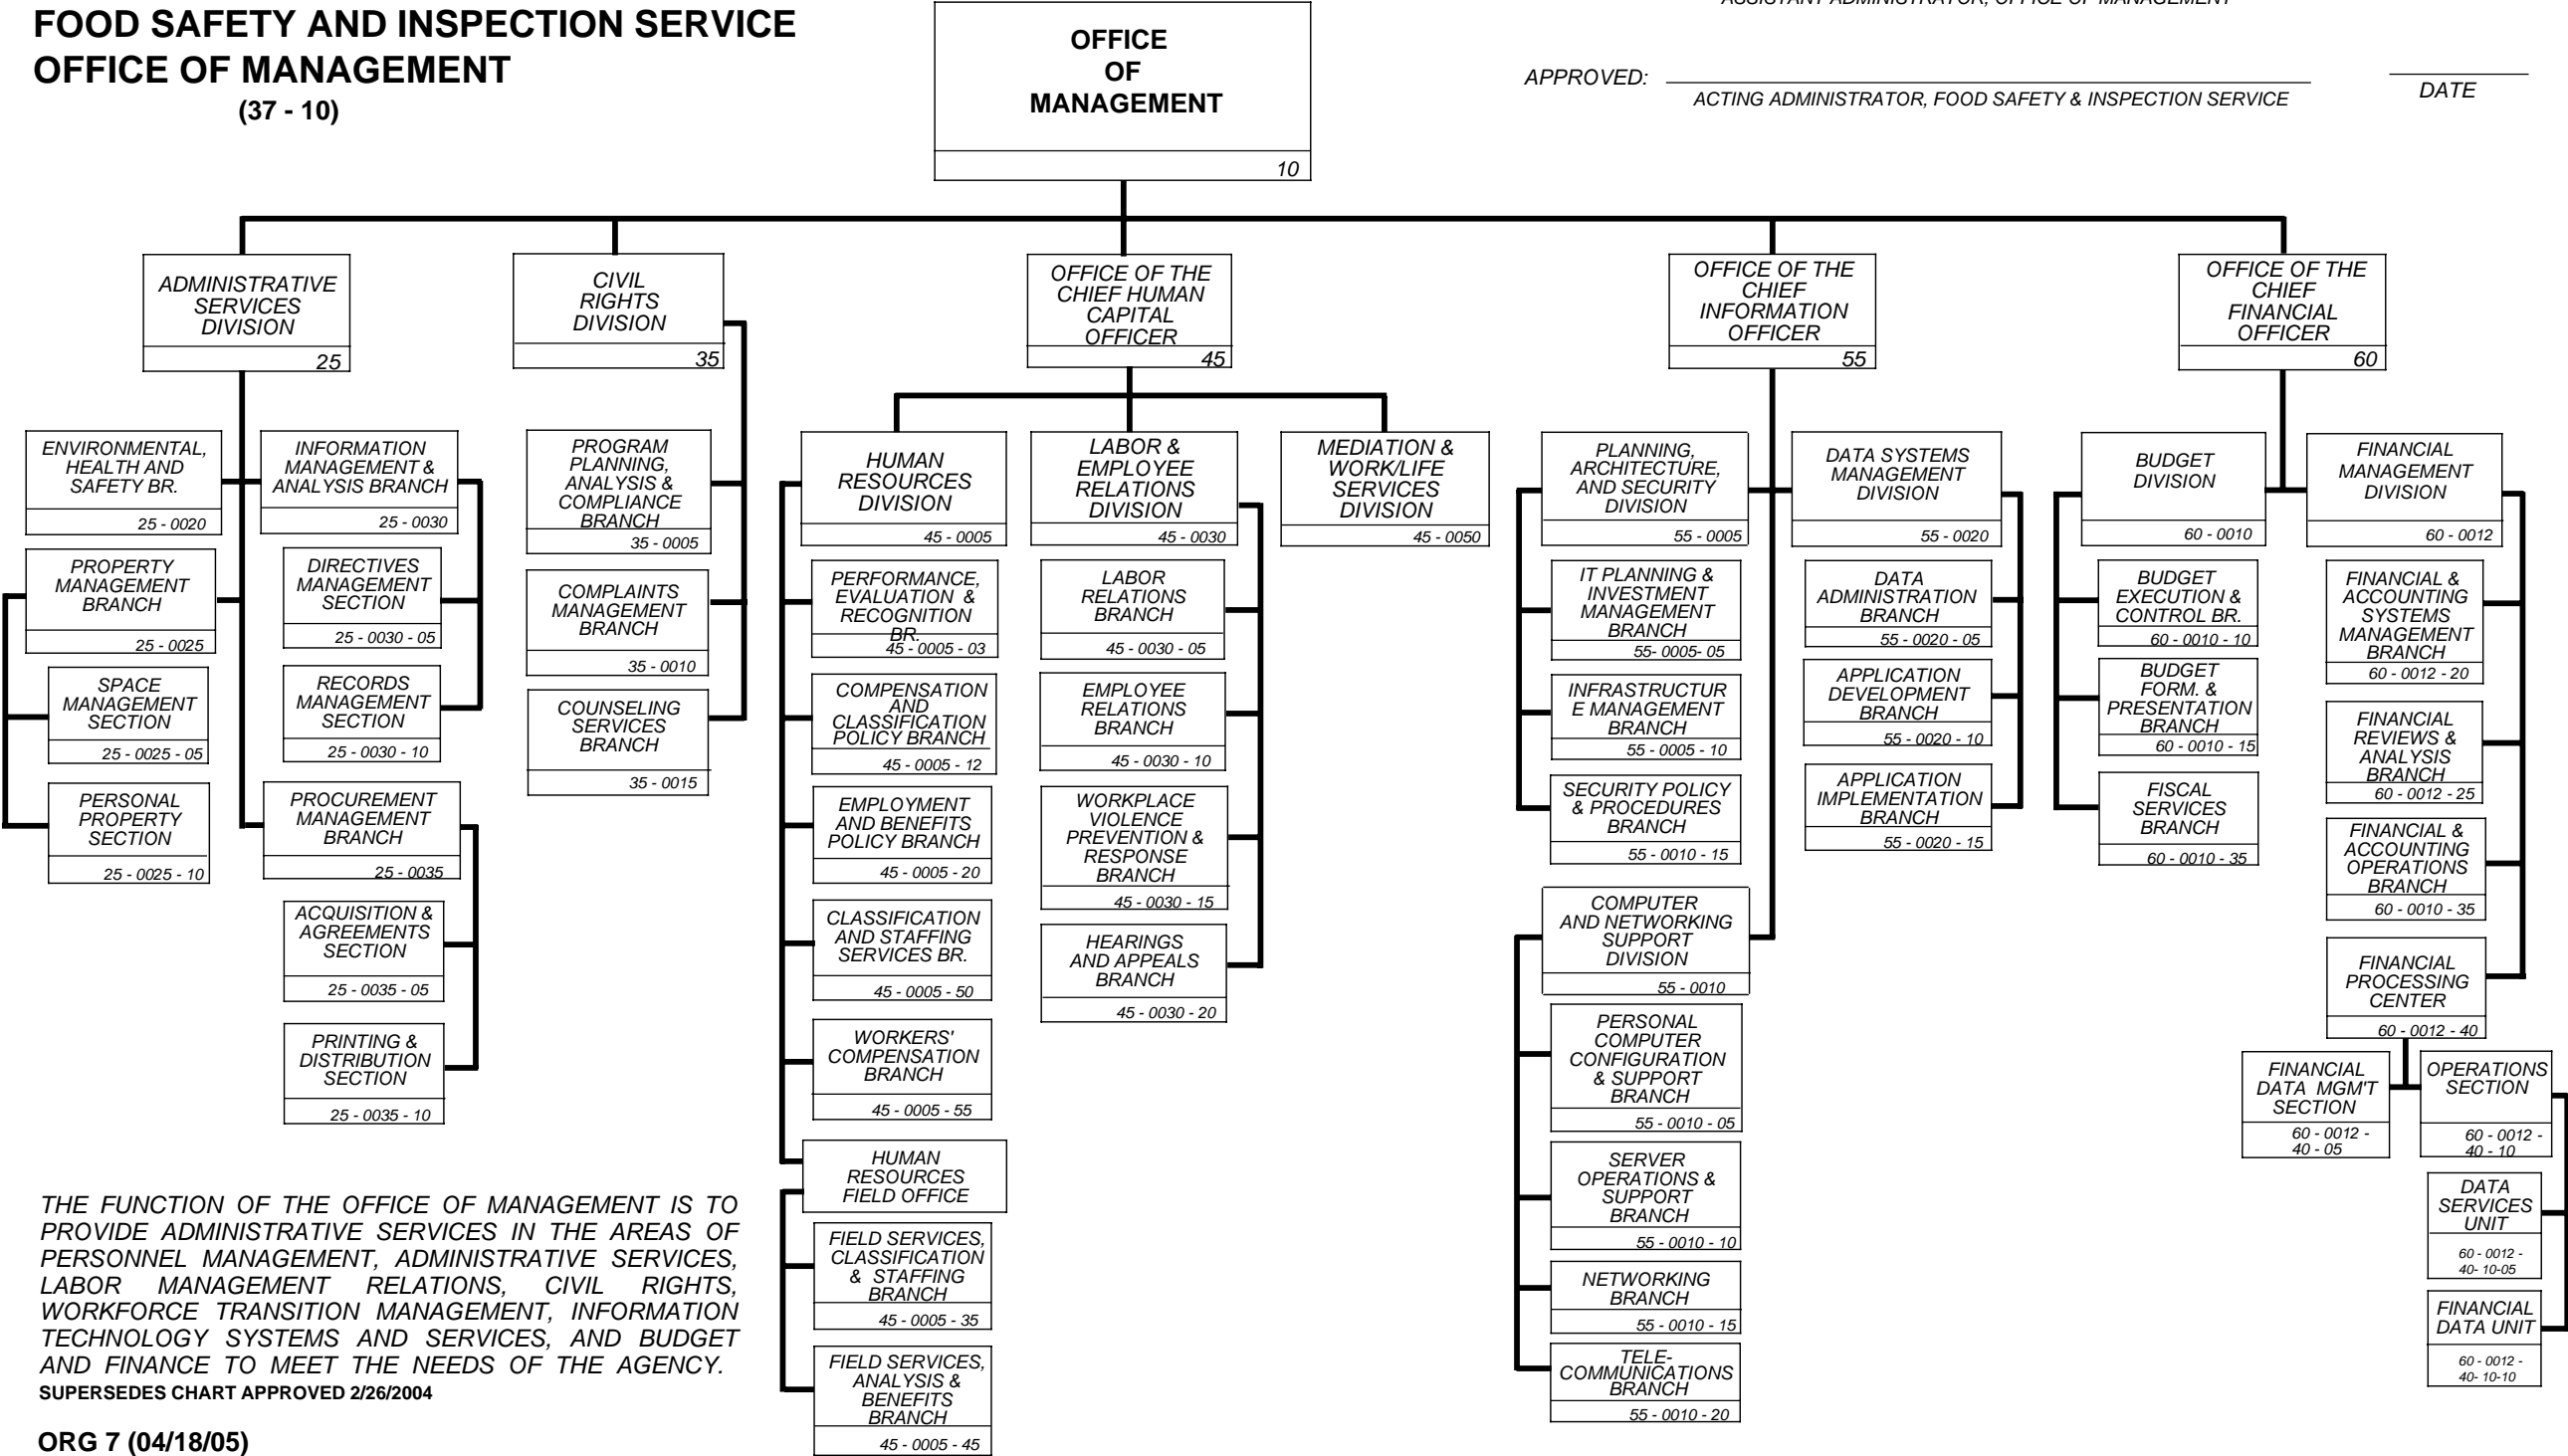 FOOD SAFETY AND INSPECTION SERVICE
OFFICE OF MANAGEMENT
(37 - 10)
OFFICE
OF
MANAGEMENT
10
ASSISTANT ADMINISTRATOR, OFFICE OF MANAGEMENT
APPROVED:
ACTING ADMINISTRATOR, FOOD SAFETY & INSPECTION SERVICE
DATE
ADMINISTRATIVE
SERVICES
DIVISION
25
CIVIL
RIGHTS
DIVISION
35
OFFICE OF THE
CHIEF HUMAN
CAPITAL
OFFICER
45
OFFICE OF THE
CHIEF
INFORMATION
OFFICER
55
OFFICE OF THE
CHIEF
FINANCIAL
OFFICER
60
ENVIRONMENTAL,
HEALTH AND
SAFETY BR.
25 - 0020
INFORMATION
MANAGEMENT &
ANALYSIS BRANCH
25 - 0030
PROPERTY
MANAGEMENT
BRANCH
25 - 0025
DIRECTIVES
MANAGEMENT
SECTION
25 - 0030 - 05
SPACE
MANAGEMENT
SECTION
25 - 0025 - 05
RECORDS
MANAGEMENT
SECTION
25 - 0030 - 10
PERSONAL
PROPERTY
SECTION
25 - 0025 - 10
PROCUREMENT
MANAGEMENT
BRANCH
25 - 0035
ACQUISITION &
AGREEMENTS
SECTION
25 - 0035 - 05
PRINTING &
DISTRIBUTION
SECTION
25 - 0035 - 10
PROGRAM
PLANNING,
ANALYSIS &
COMPLIANCE
BRANCH
35 - 0005
COMPLAINTS
MANAGEMENT
BRANCH
35 - 0010
COUNSELING
SERVICES
BRANCH
35 - 0015
HUMAN
RESOURCES
DIVISION
45 - 0005
PERFORMANCE,
EVALUATION &
RECOGNITION
BR.
45 - 0005 - 03
COMPENSATION
AND
CLASSIFICATION
POLICY BRANCH
45 - 0005 - 12
EMPLOYMENT
AND BENEFITS
POLICY BRANCH
45 - 0005 - 20
CLASSIFICATION
AND STAFFING
SERVICES BR.
45 - 0005 - 50
WORKERS'
COMPENSATION
BRANCH
45 - 0005 - 55
HUMAN
RESOURCES
FIELD OFFICE
FIELD SERVICES,
CLASSIFICATION
& STAFFING
BRANCH
45 - 0005 - 35
FIELD SERVICES,
ANALYSIS &
BENEFITS
BRANCH
45 - 0005 - 45
LABOR &
EMPLOYEE
RELATIONS
DIVISION
45 - 0030
LABOR
RELATIONS
BRANCH
45 - 0030 - 05
EMPLOYEE
RELATIONS
BRANCH
45 - 0030 - 10
WORKPLACE
VIOLENCE
PREVENTION &
RESPONSE
BRANCH
45 - 0030 - 15
HEARINGS
AND APPEALS
BRANCH
45 - 0030 - 20
MEDIATION &
WORK/LIFE
SERVICES
DIVISION
45 - 0050
PLANNING,
ARCHITECTURE,
AND SECURITY
DIVISION
55 - 0005
IT PLANNING &
INVESTMENT
MANAGEMENT
BRANCH
55- 0005- 05
INFRASTRUCTUR
E MANAGEMENT
BRANCH
55 - 0005 - 10
SECURITY POLICY
& PROCEDURES
BRANCH
55 - 0010 - 15
COMPUTER
AND NETWORKING
SUPPORT
DIVISION
55 - 0010
PERSONAL
COMPUTER
CONFIGURATION
& SUPPORT
BRANCH
55 - 0010 - 05
SERVER
OPERATIONS &
SUPPORT
BRANCH
55 - 0010 - 10
NETWORKING
BRANCH
55 - 0010 - 15
TELE-
COMMUNICATIONS
BRANCH
55 - 0010 - 20
DATA SYSTEMS
MANAGEMENT
DIVISION
55 - 0020
DATA
ADMINISTRATION
BRANCH
55 - 0020 - 05
APPLICATION
DEVELOPMENT
BRANCH
55 - 0020 - 10
APPLICATION
IMPLEMENTATION
BRANCH
55 - 0020 - 15
BUDGET
DIVISION
60 - 0010
BUDGET
EXECUTION &
CONTROL BR.
60 - 0010 - 10
BUDGET
FORM. &
PRESENTATION
BRANCH
60 - 0010 - 15
FISCAL
SERVICES
BRANCH
60 - 0010 - 35
FINANCIAL
MANAGEMENT
DIVISION
60 - 0012
FINANCIAL &
ACCOUNTING
SYSTEMS
MANAGEMENT
BRANCH
60 - 0012 - 20
FINANCIAL
REVIEWS &
ANALYSIS
BRANCH
60 - 0012 - 25
FINANCIAL &
ACCOUNTING
OPERATIONS
BRANCH
60 - 0010 - 35
FINANCIAL
PROCESSING
CENTER
60 - 0012 - 40
FINANCIAL
DATA MGM'T
SECTION
60 - 0012 -
40 - 05
OPERATIONS
SECTION
60 - 0012 -
40 - 10
DATA
SERVICES
UNIT
60 - 0012 -
40- 10-05
FINANCIAL
DATA UNIT
60 - 0012 -
40- 10-10
THE FUNCTION OF THE OFFICE OF MANAGEMENT IS TO
PROVIDE ADMINISTRATIVE SERVICES IN THE AREAS OF
PERSONNEL MANAGEMENT, ADMINISTRATIVE SERVICES,
LABOR MANAGEMENT RELATIONS, CIVIL RIGHTS,
WORKFORCE TRANSITION MANAGEMENT, INFORMATION
TECHNOLOGY SYSTEMS AND SERVICES, AND BUDGET
AND FINANCE TO MEET THE NEEDS OF THE AGENCY.
SUPERSEDES CHART APPROVED 2/26/2004
ORG 7 (04/18/05)